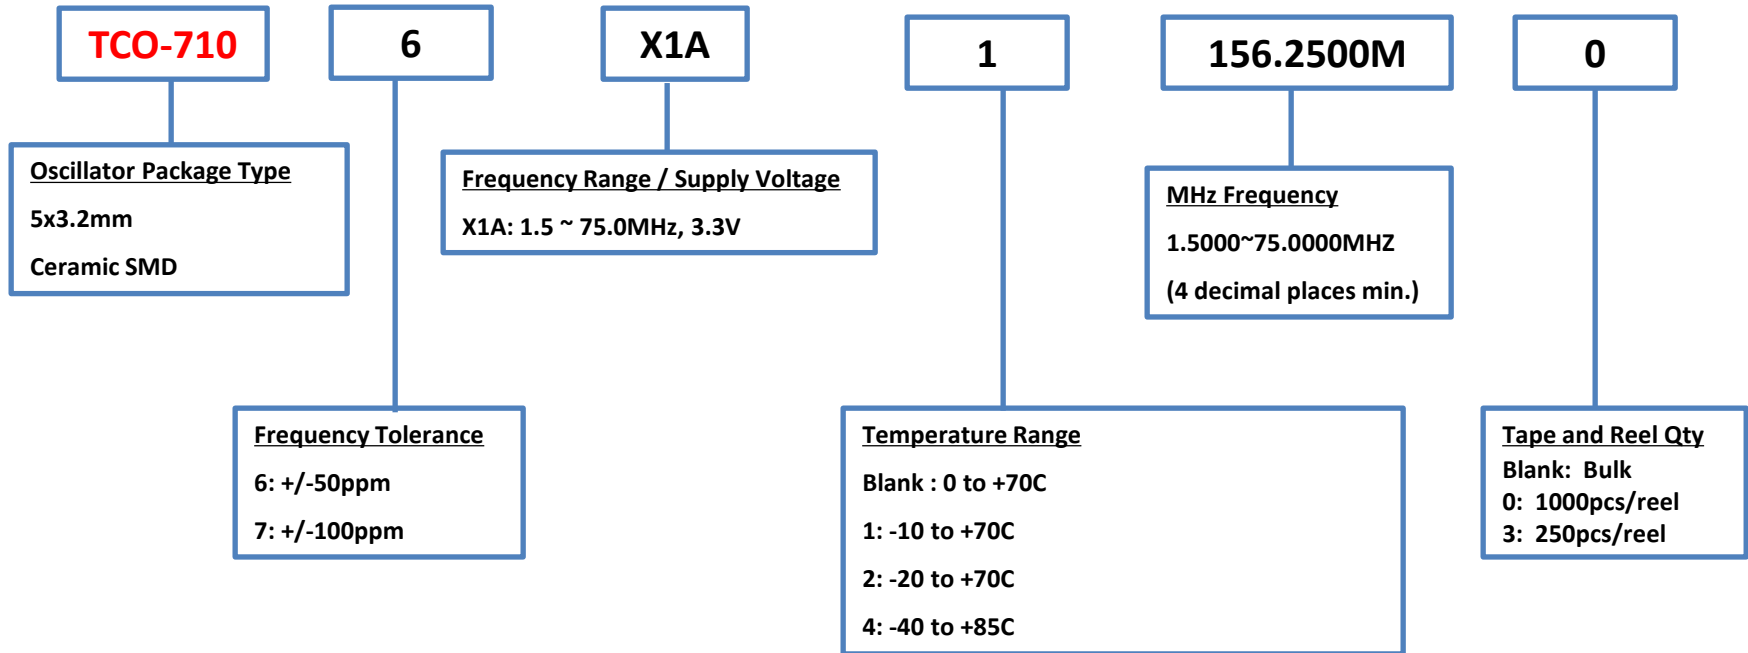 TCO-710
6
X1A
1
156.2500M
0
Oscillator Package Type
5x3.2mm
Ceramic SMD
Frequency Range / Supply Voltage
X1A: 1.5 ~ 75.0MHz, 3.3V
MHz Frequency
1.5000~75.0000MHZ
(4 decimal places min.)
Frequency Tolerance
6: +/-50ppm
7: +/-100ppm
Temperature Range
Blank : 0 to +70C
1: -10 to +70C
2: -20 to +70C
4: -40 to +85C
Tape and Reel Qty
Blank:  Bulk
0:  1000pcs/reel
3:  250pcs/reel